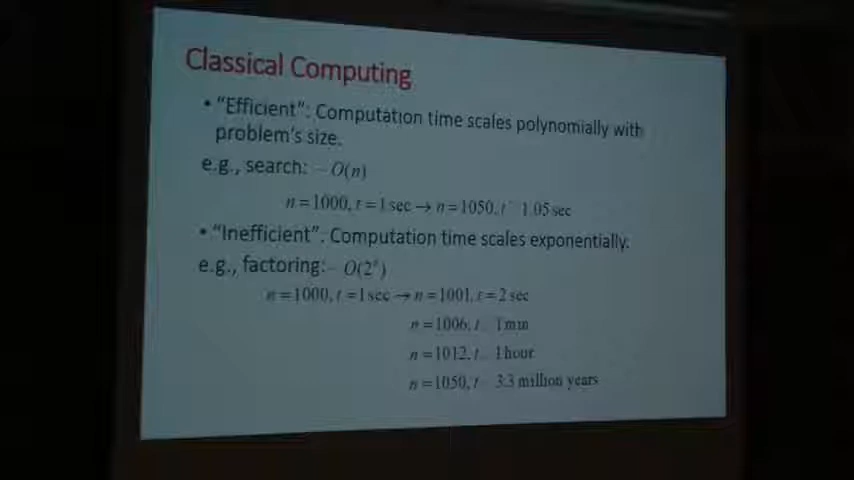 Classical Computing
• “Efficient”: Computation time scales polynomially with
problem's size.
e.g., search: ~ O(n)
n = 1000, t = 1 sec → n = 1050, t ~ 1.05 sec
• “Inefficient”: Computation time scales exponentially.
e.g., factoring: ~ O(2ⁿ)
n = 1000, t = 1 sec → n = 1001, t = 2 sec
n = 1006, t ~ 1 min
n = 1012, t ~ 1 hour
n = 1050, t ~ 3.3 million years